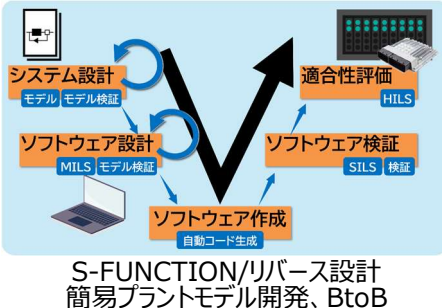 システム設計
モデル モデル検証
適合性評価
HILS
ソフトウェア設計
MILS モデル検証
ソフトウェア検証
SILS 検証
ソフトウェア作成
自動コード生成
S-FUNCTION/リバース設計
簡易プラントモデル開発、BtoB